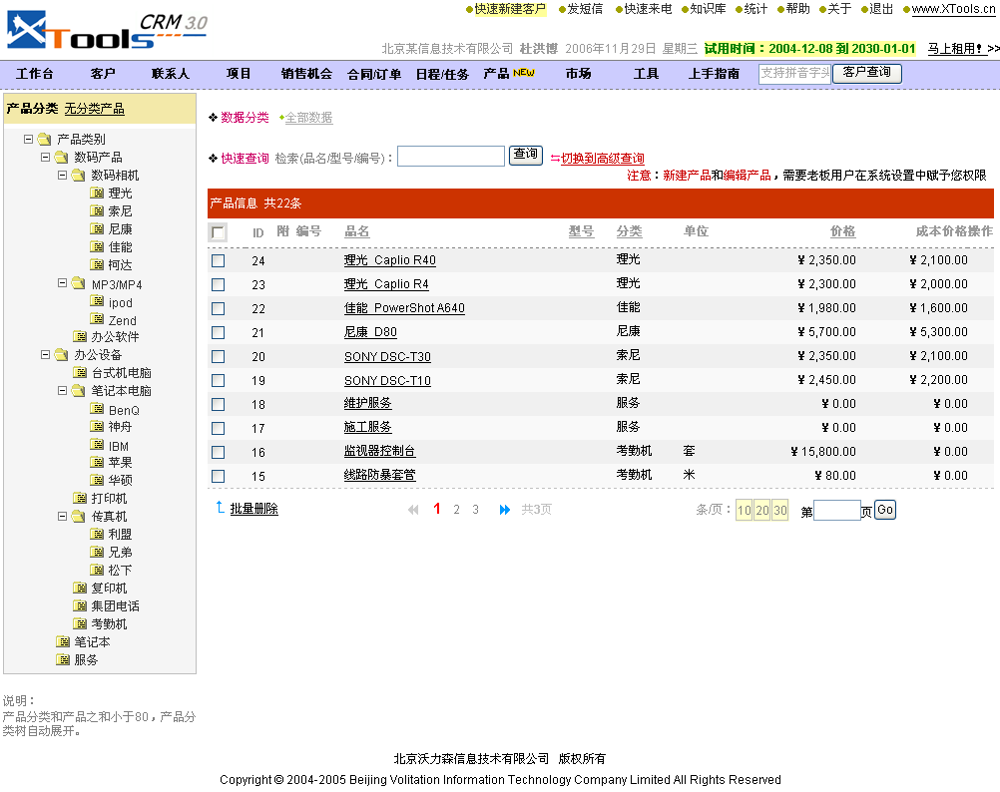 XTools CRM 3.0
快速新建客户 发短信 快速来电 知识库 统计 帮助 关于 退出 www.XTools.cn
北京某信息技术有限公司 杜洪博 2006年11月29日 星期三 试用时间：2004-12-08 到 2030-01-01 马上租用! >>
工作台 客户 联系人 项目 销售机会 合同/订单 日程/任务 产品 NEW 市场 工具 上手指南 支持拼音字头 客户查询
产品分类 无分类产品
产品类别
数码产品
数码相机
理光
索尼
尼康
佳能
柯达
MP3/MP4
ipod
Zend
办公软件
办公设备
台式机电脑
笔记本电脑
BenQ
神舟
IBM
苹果
华硕
打印机
传真机
利盟
兄弟
松下
复印机
集团电话
考勤机
笔记本
服务
说明：
产品分类和产品之和小于80，产品分
类树自动展开。
数据分类 全部数据
快速查询 检索(品名/型号/编号)： 查询 切换到高级查询
注意：新建产品和编辑产品，需要老板用户在系统设置中赋予您权限
产品信息 共22条
ID 附 编号 品名 型号 分类 单位 价格 成本价格操作
24 理光 Caplio R40 理光 ¥ 2,350.00 ¥ 2,100.00
23 理光 Caplio R4 理光 ¥ 2,300.00 ¥ 2,000.00
22 佳能 PowerShot A640 佳能 ¥ 1,980.00 ¥ 1,600.00
21 尼康 D80 尼康 ¥ 5,700.00 ¥ 5,300.00
20 SONY DSC-T30 索尼 ¥ 2,350.00 ¥ 2,100.00
19 SONY DSC-T10 索尼 ¥ 2,450.00 ¥ 2,200.00
18 维护服务 服务 ¥ 0.00 ¥ 0.00
17 施工服务 服务 ¥ 0.00 ¥ 0.00
16 监视器控制台 考勤机 套 ¥ 15,800.00 ¥ 0.00
15 线路防暴套管 考勤机 米 ¥ 80.00 ¥ 0.00
批量删除 1 2 3 共3页 条/页： 10 20 30 第 页 Go
北京沃力森信息技术有限公司 版权所有
Copyright © 2004-2005 Beijing Volitation Information Technology Company Limited All Rights Reserved